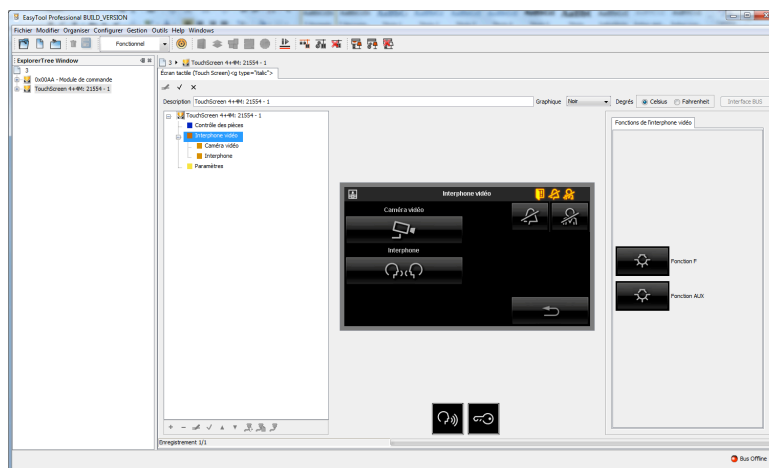 EasyTool Professional BUILD_VERSION
Fichier Modifier Organiser Configurer Gestion Outils Help Windows
Fonctionnel
ExplorerTree Window
3
0x00AA - Module de commande
TouchScreen 4++M: 21554 - 1
3 TouchScreen 4++M: 21554 - 1
Écran tactile (Touch Screen)<g type="italic">
Description TouchScreen 4++M: 21554 - 1 Graphique Noir Degrés Celsius Fahrenheit Interface BUS
TouchScreen 4++M: 21554 - 1
Contrôle des pièces
Interphone vidéo
Caméra vidéo
Interphone
Paramètres
Interphone vidéo
Caméra vidéo
Interphone
Fonctions de l'interphone vidéo
Fonction F
Fonction AUX
Enregistrement 1/1
Bus Offline